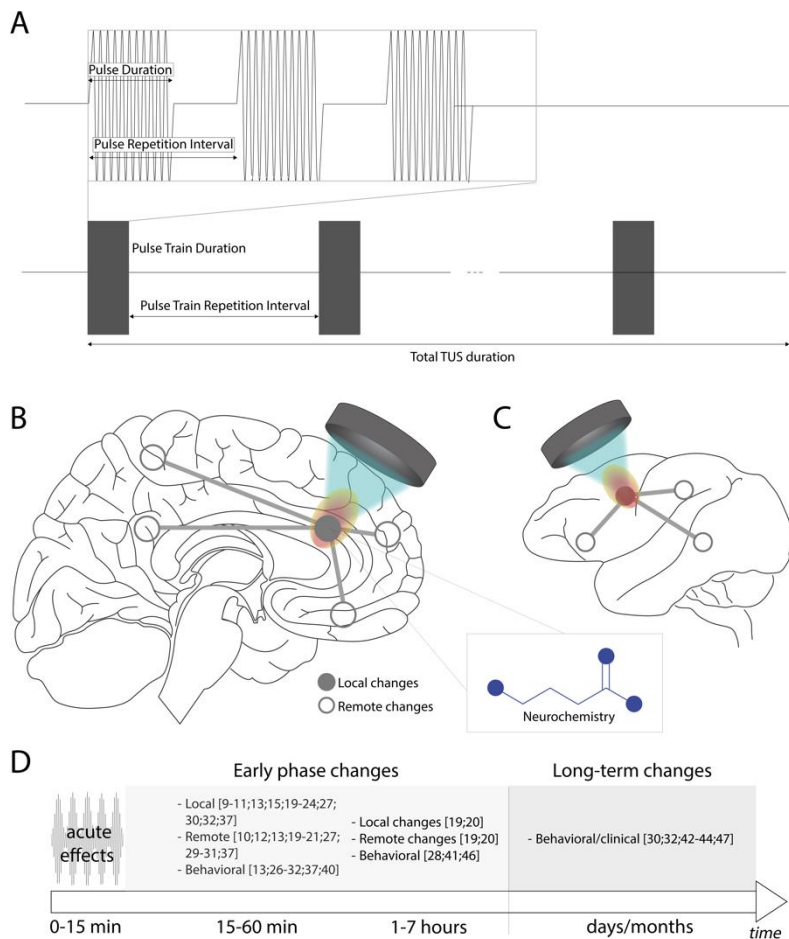 A
Pulse Duration
Pulse Repetition Interval
Pulse Train Duration
Pulse Train Repetition Interval
Total TUS duration
B
C
Local changes
Remote changes
Neurochemistry
D
Early phase changes
Long-term changes
acute
effects
- Local [9-11;13;15;19-24;27;
30;32;37]
- Remote [10;12;13;19-21;27;
29-31;37]
- Behavioral [13;26-32;37;40]
- Local changes [19;20]
- Remote changes [19;20]
- Behavioral [28;41;46]
- Behavioral/clinical [30;32;42-44;47]
0-15 min
15-60 min
1-7 hours
days/months
time